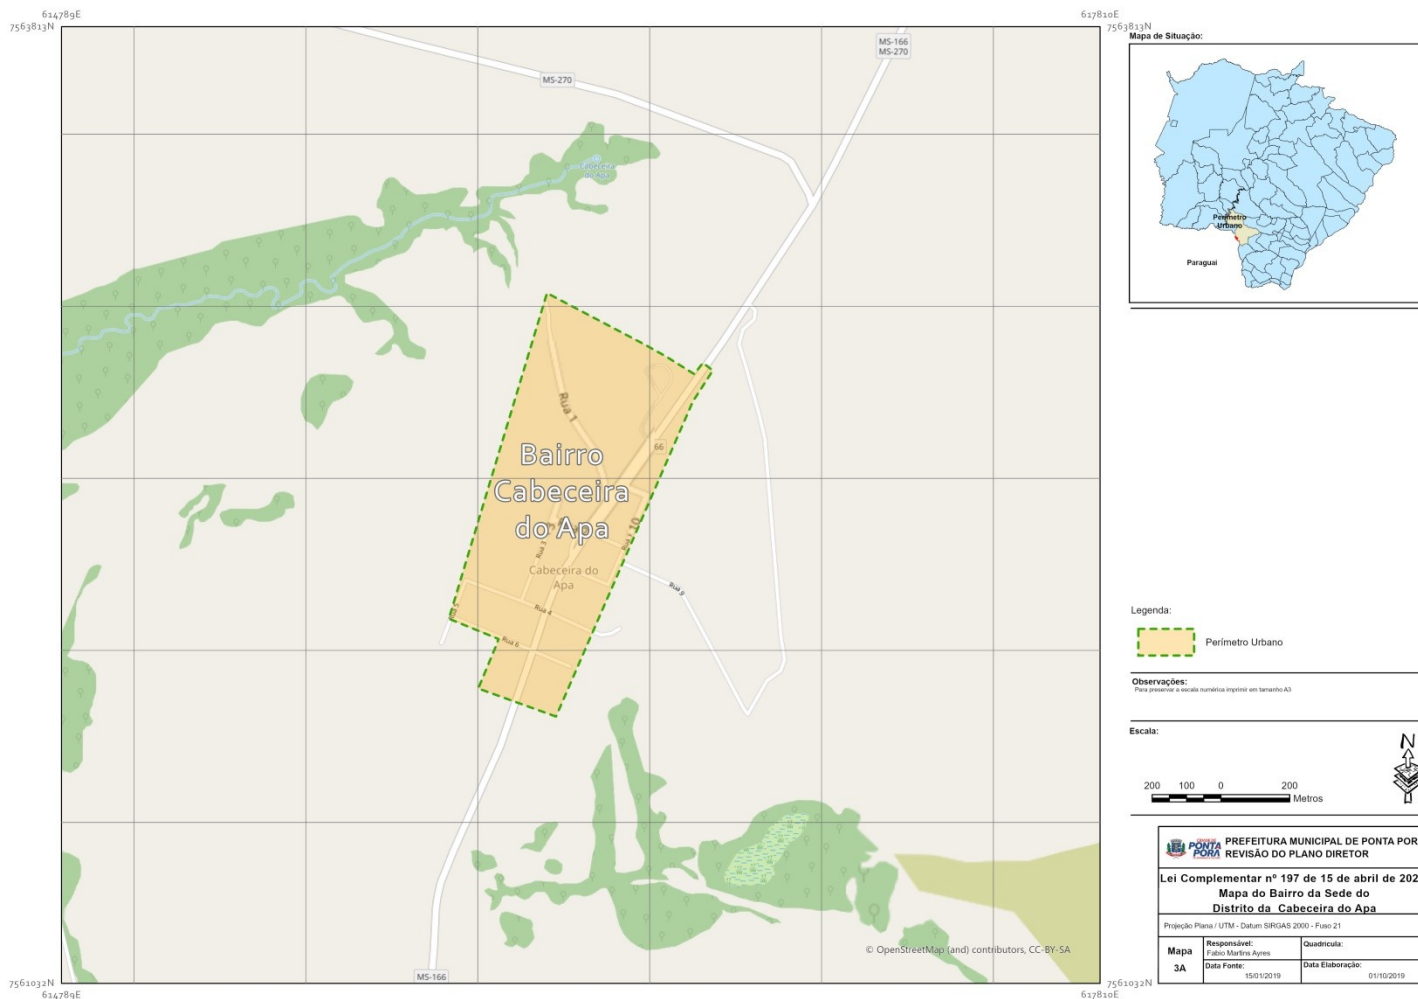 614789E
617810E
7563813N
7563813N
Mapa de Situação:
MS-166
MS-270
MS-270
Cabeceira
do Apa
Perímetro
Urbano
Paraguai
Rua 1
66
Bairro
Cabeceira
do Apa
10
Rua 3
Rua
Cabeceira do
Apa
Rua 9
Rua 5
Rua 4
Rua 6
Legenda:
Perímetro Urbano
Observações:
Para preservar a escala numérica imprimir em tamanho A3
Escala:
N
200 100 0 200
Metros
PONTA
PORÃ
PREFEITURA MUNICIPAL DE PONTA POR
REVISÃO DO PLANO DIRETOR
Lei Complementar nº 197 de 15 de abril de 202
Mapa do Bairro da Sede do
Distrito da Cabeceira do Apa
Projeção Plana / UTM - Datum SIRGAS 2000 - Fuso 21
Mapa
3A
Responsável:
Fabio Martins Ayres
Quadrícula:
Data Fonte:
15/01/2019
Data Elaboração:
01/10/2019
© OpenStreetMap (and) contributors, CC-BY-SA
MS-166
7561032N
7561032N
614789E
617810E